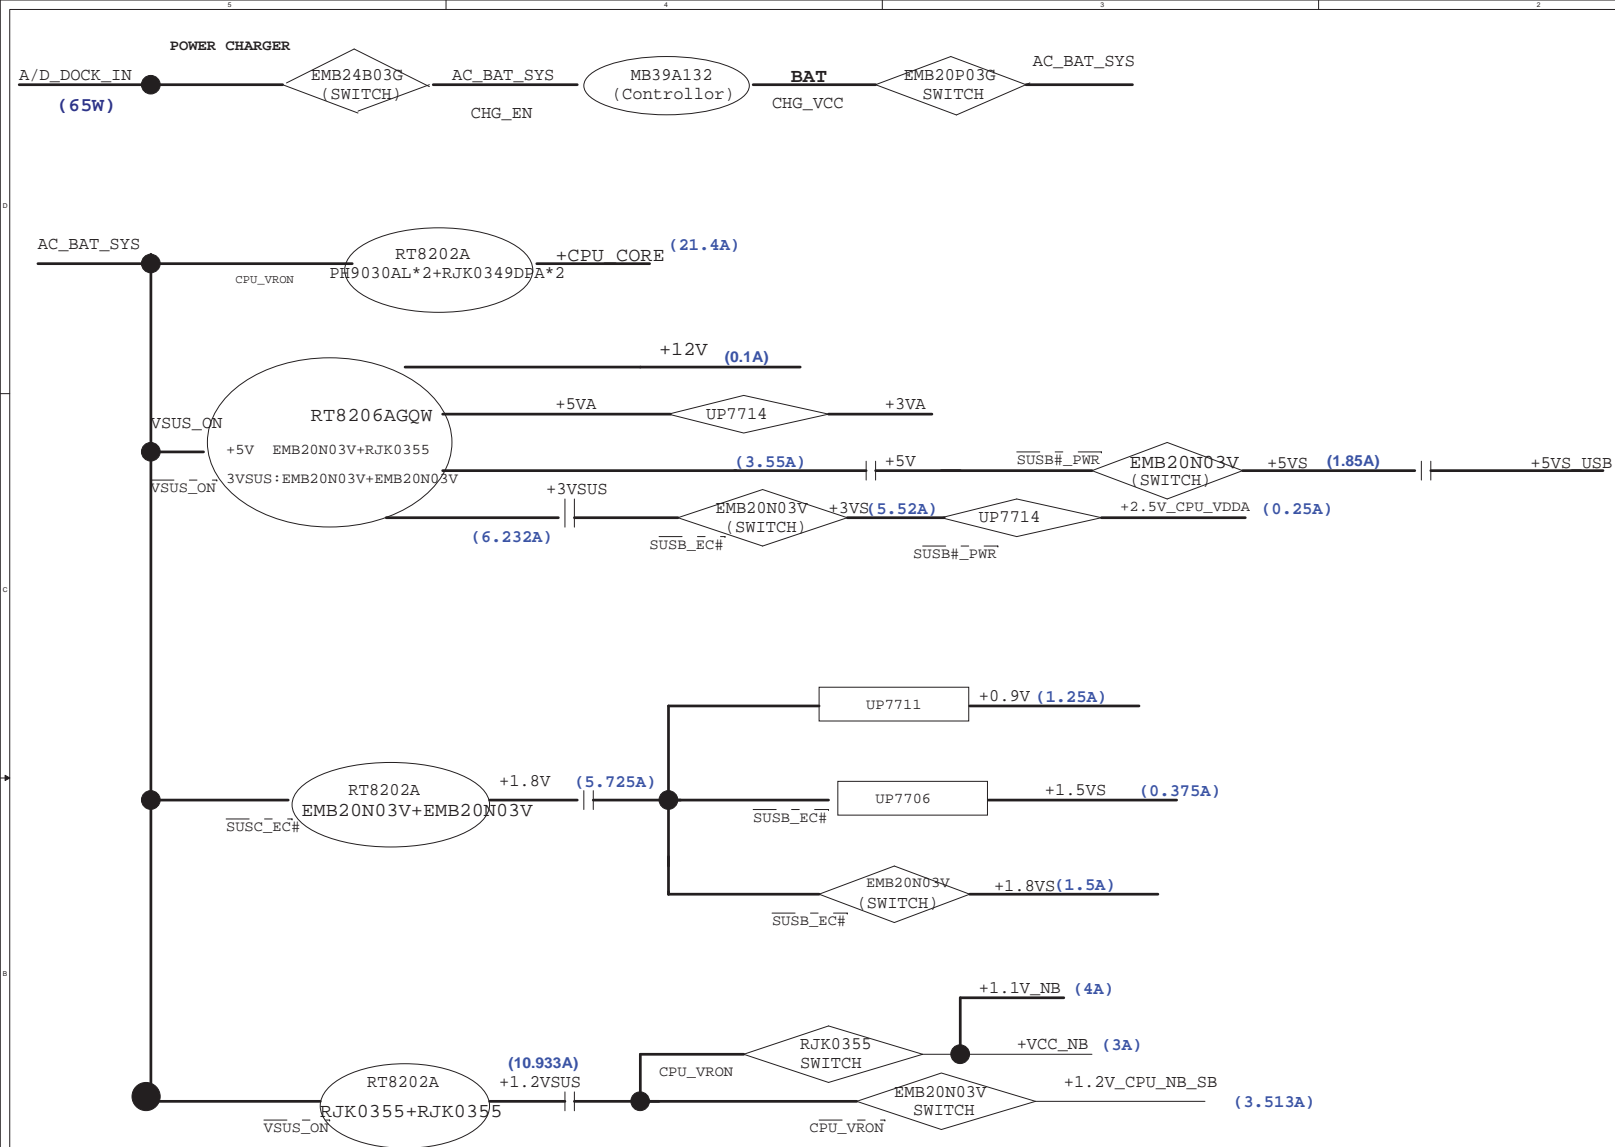 5 4 3 2
POWER CHARGER
A/D_DOCK_IN
(65W)
EMB24B03G
(SWITCH)
AC_BAT_SYS
CHG_EN
MB39A132
(Controllor)
BAT
CHG_VCC
EMB20P03G
SWITCH
AC_BAT_SYS
D
AC_BAT_SYS
CPU_VRON
RT8202A
PH9030AL*2+RJK0349DPA*2
+CPU_CORE
(21.4A)
+12V
(0.1A)
VSUS_ON
RT8206AGQW
+5V EMB20N03V+RJK0355
3VSUS:EMB20N03V+EMB20N03V
VSUS_ON
+5VA
UP7714
+3VA
(3.55A)
+5V
SUSB#_PWR
EMB20N03V
(SWITCH)
+5VS
(1.85A)
+5VS_USB
+3VSUS
(6.232A)
EMB20N03V
(SWITCH)
SUSB_EC#
+3VS
(5.52A)
UP7714
SUSB#_PWR
+2.5V_CPU_VDDA
(0.25A)
C
UP7711
+0.9V
(1.25A)
SUSC_EC#
RT8202A
EMB20N03V+EMB20N03V
+1.8V
(5.725A)
SUSB_EC#
UP7706
+1.5VS
(0.375A)
SUSB_EC#
EMB20N03V
(SWITCH)
+1.8VS
(1.5A)
B
+1.1V_NB
(4A)
RJK0355
SWITCH
+VCC_NB
(3A)
CPU_VRON
VSUS_ON
RT8202A
RJK0355+RJK0355
(10.933A)
+1.2VSUS
CPU_VRON
EMB20N03V
SWITCH
+1.2V_CPU_NB_SB
(3.513A)